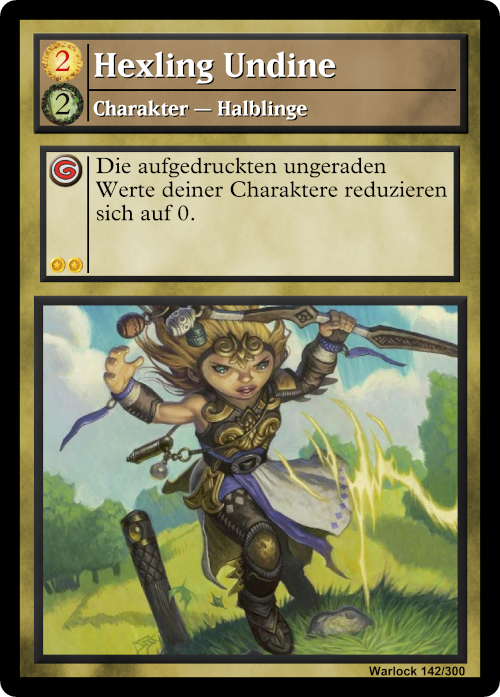 2 Hexling Undine
2 Charakter — Halblinge
Die aufgedruckten ungeraden
Werte deiner Charaktere reduzieren
sich auf 0.
Warlock 142/300